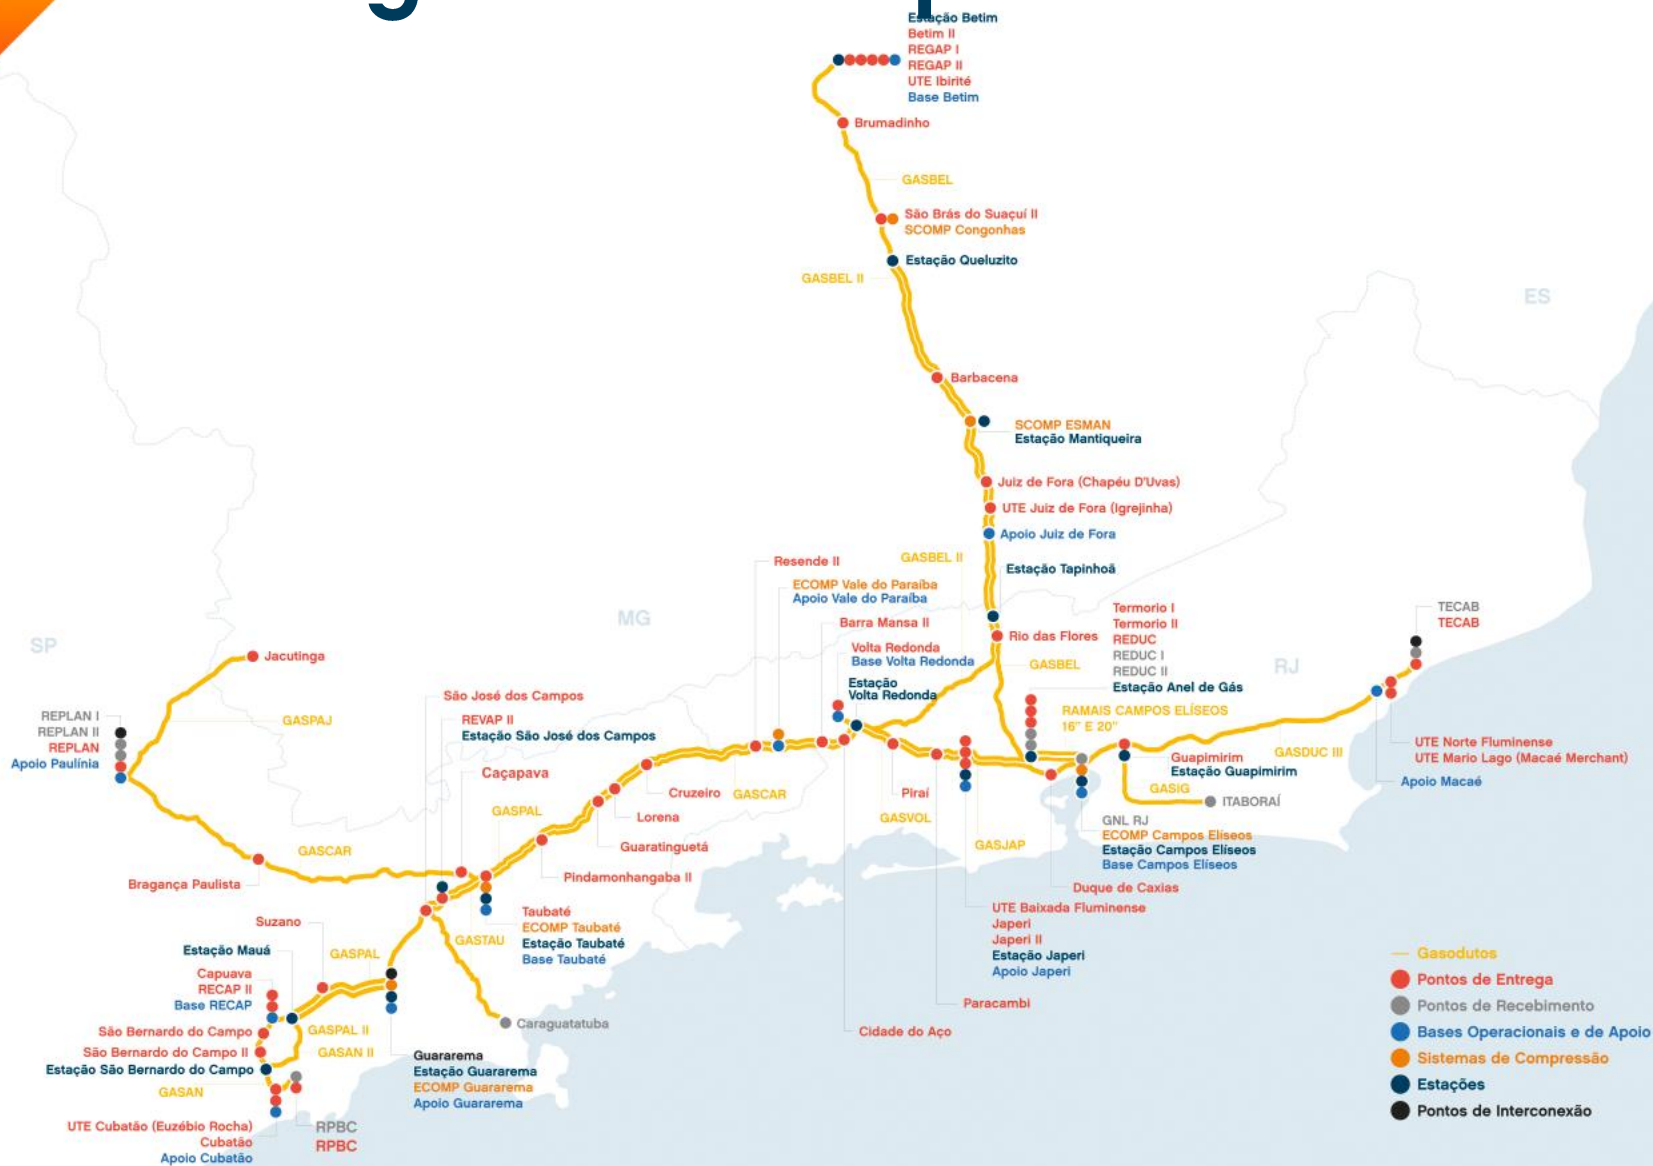 Estação Betim
Betim II
REGAP I
REGAP II
UTE Ibirité
Base Betim
Brumadinho
GASBEL
São Brás do Suaçuí II
SCOMP Congonhas
Estação Queluzito
GASBEL II
ES
Barbacena
SCOMP ESMAN
Estação Mantiqueira
Juiz de Fora (Chapéu D'Uvas)
UTE Juiz de Fora (Igrejinha)
Apoio Juiz de Fora
GASBEL II
Estação Tapinhoã
Resende II
ECOMP Vale do Paraíba
Apoio Vale do Paraíba
Barra Mansa II
MG
SP
Volta Redonda
Base Volta Redonda
Estação
Volta Redonda
Rio das Flores
GASBEL
Termorio I
Termorio II
REDUC
REDUC I
REDUC II
Estação Anel de Gás
RAMAIS CAMPOS ELÍSEOS
16" E 20"
RJ
TECAB
TECAB
Jacutinga
GASPAJ
REPLAN I
REPLAN II
REPLAN
Apoio Paulínia
São José dos Campos
REVAP II
Estação São José dos Campos
Caçapava
GASPAL
Cruzeiro
GASCAR
Lorena
Guaratinguetá
Pindamonhangaba II
Piraí
GASVOL
GASJAP
Guapimirim
Estação Guapimirim
GASIG
ITABORAÍ
GASDUC III
UTE Norte Fluminense
UTE Mario Lago (Macaé Merchant)
Apoio Macaé
GNL RJ
ECOMP Campos Elíseos
Estação Campos Elíseos
Base Campos Elíseos
Duque de Caxias
GASCAR
Bragança Paulista
Suzano
Estação Mauá
GASPAL
Capuava
RECAP II
Base RECAP
GASTAU
Taubaté
ECOMP Taubaté
Estação Taubaté
Base Taubaté
UTE Baixada Fluminense
Japeri
Japeri II
Estação Japeri
Apoio Japeri
Paracambi
Cidade do Aço
Caraguatatuba
São Bernardo do Campo
GASPAL II
São Bernardo do Campo II
GASAN II
Estação São Bernardo do Campo
GASAN
Guararema
Estação Guararema
ECOMP Guararema
Apoio Guararema
UTE Cubatão (Euzébio Rocha)
Cubatão
Apoio Cubatão
RPBC
RPBC
Gasodutos
Pontos de Entrega
Pontos de Recebimento
Bases Operacionais e de Apoio
Sistemas de Compressão
Estações
Pontos de Interconexão